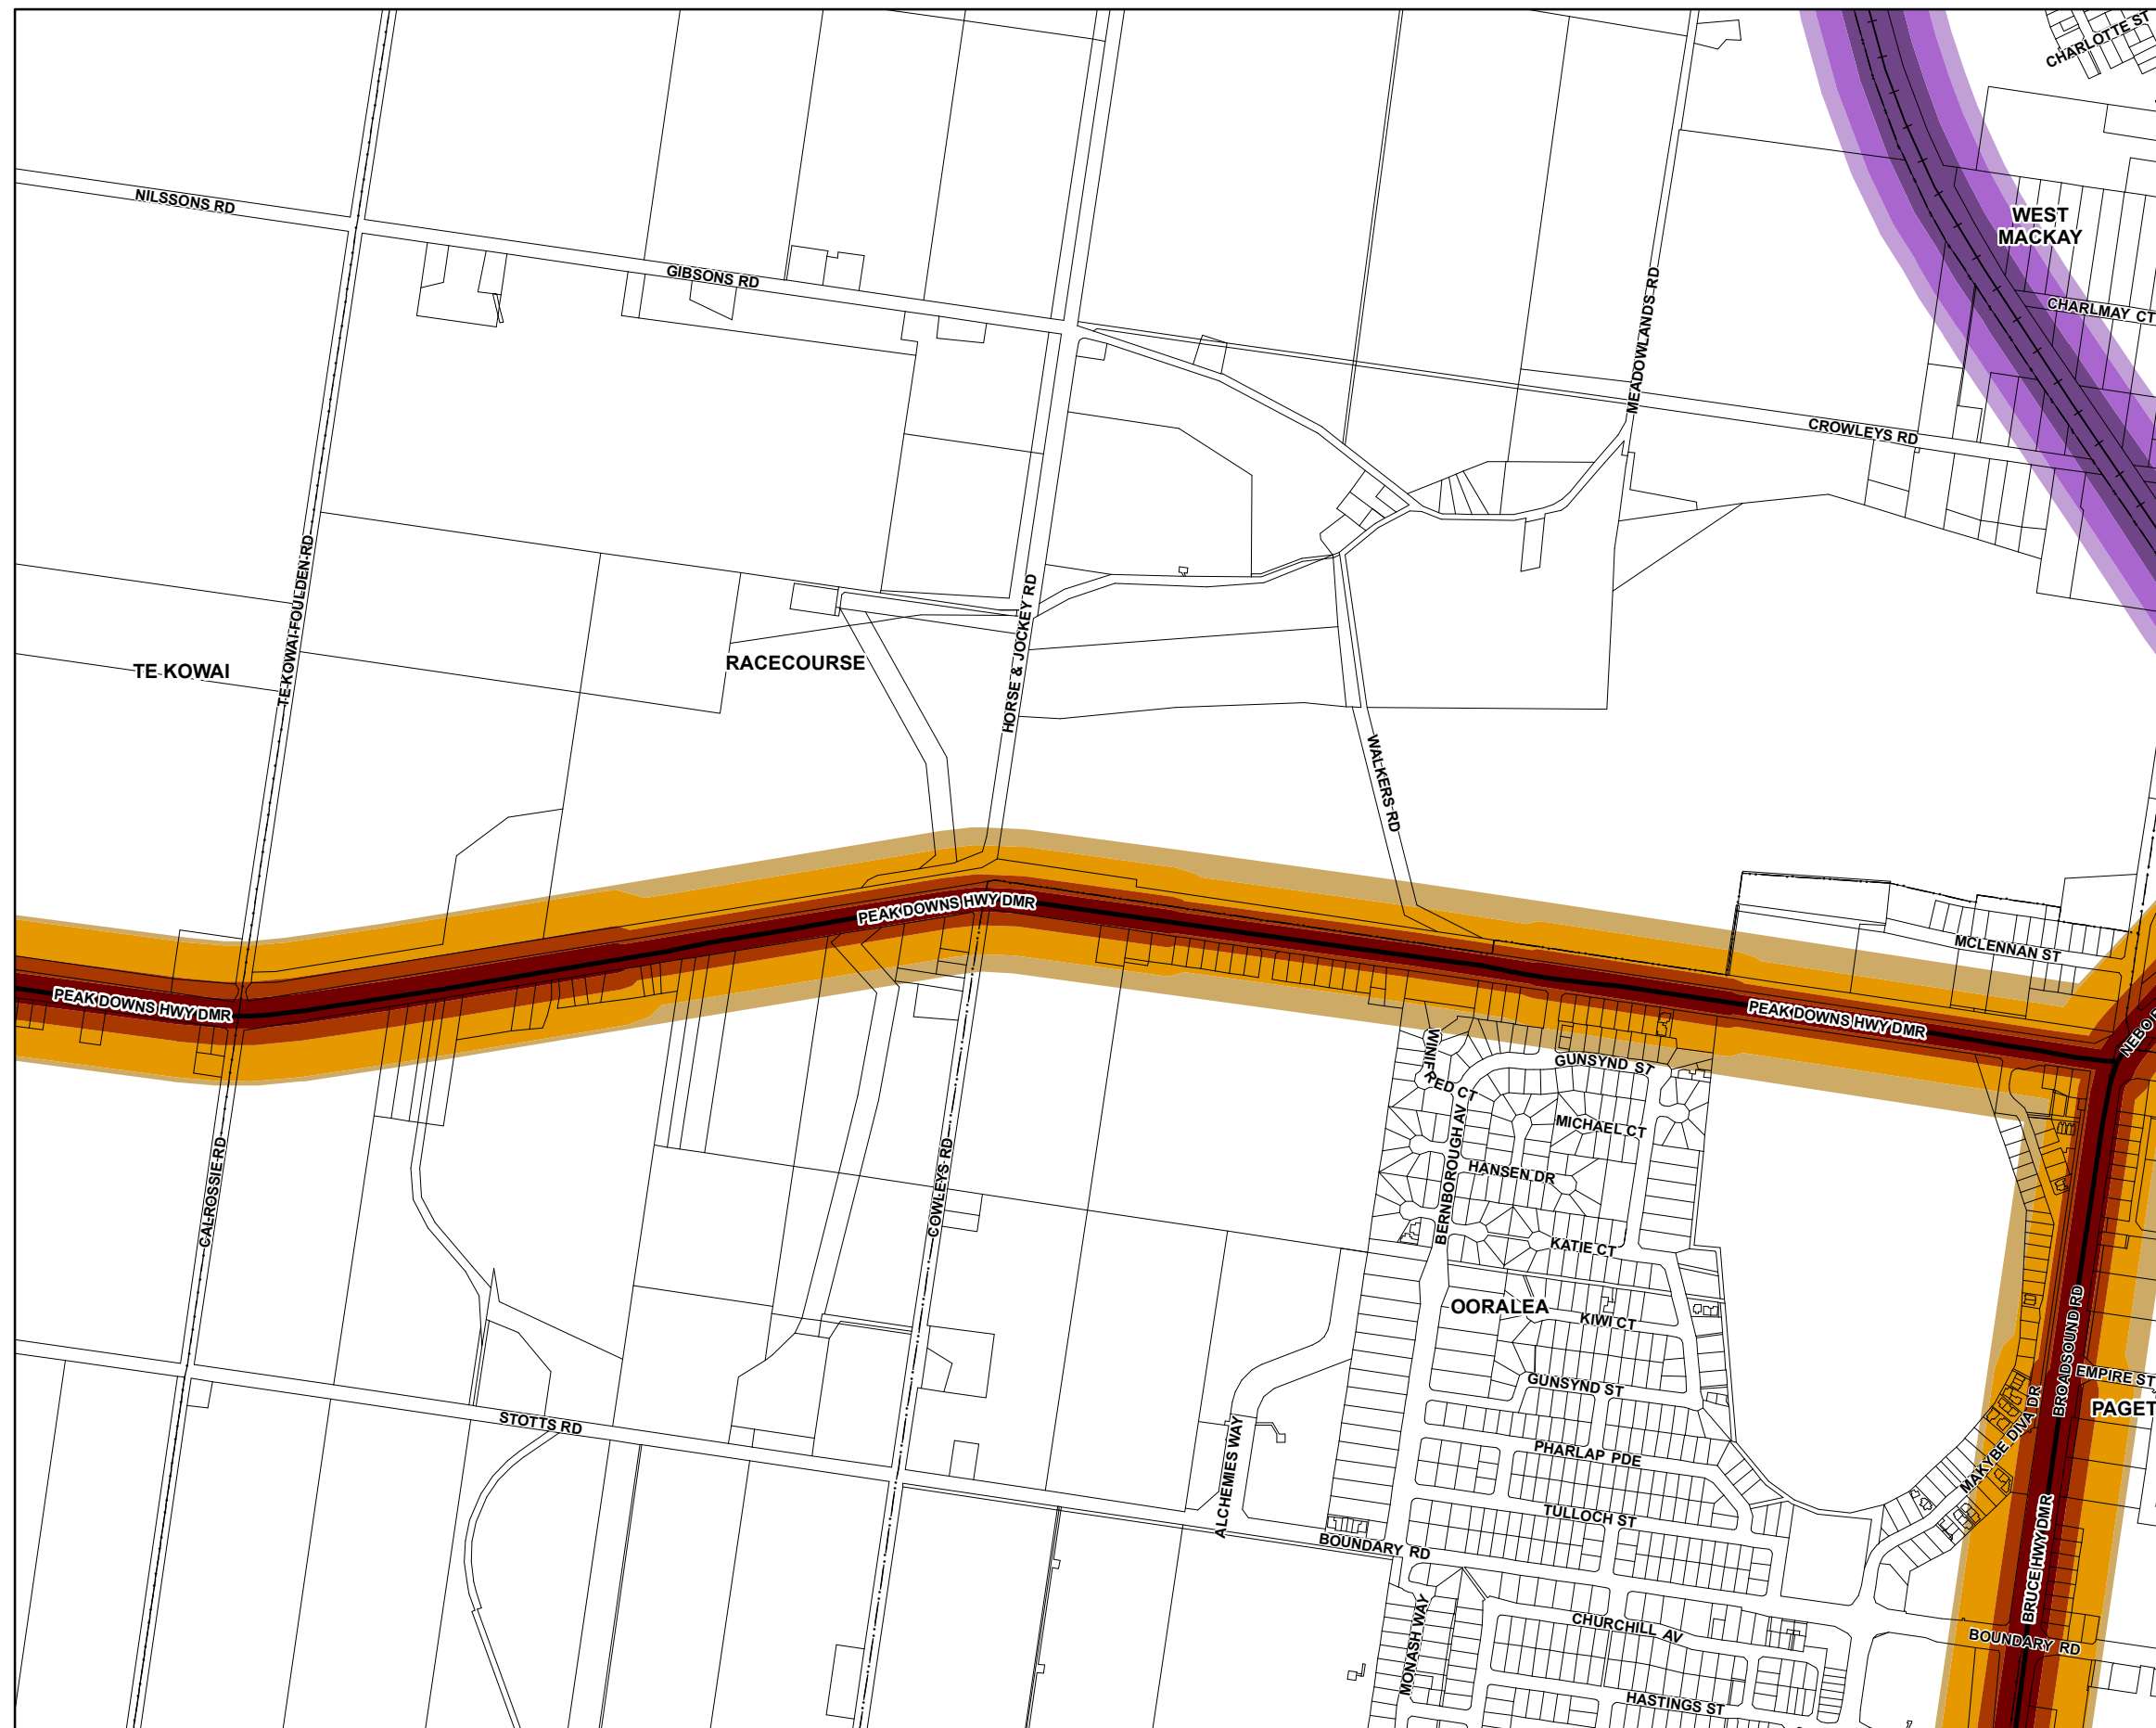 CHARLOTTE ST
NILSSONS RD
WEST
MACKAY
GIBSONS RD
CHARLMAY CT
MEADOWLANDS RD
CROWLEYS RD
TE KOWAI-FOULDEN RD
HORSE & JOCKEY RD
TE KOWAI
RACECOURSE
WALKERS RD
PEAK DOWNS HWY DMR
MCLENNAN ST
PEAK DOWNS HWY DMR
PEAK DOWNS HWY DMR
WINIFRED CT
GUNSYND ST
BERNBOROUGH AV
MICHAEL CT
HANSEN DR
CALROSSIE RD
COWLEYS RD
KATIE CT
OORALEA
KIWI CT
BROADSOUND RD
GUNSYND ST
EMPIRE ST
PAGET
STOTTS RD
MAKYBE DIVA DR
PHARLAP PDE
ALCHEMIES WAY
TULLOCH ST
BOUNDARY RD
BRUCE HWY DMR
MONASH WAY
CHURCHILL AV
BOUNDARY RD
HASTINGS ST